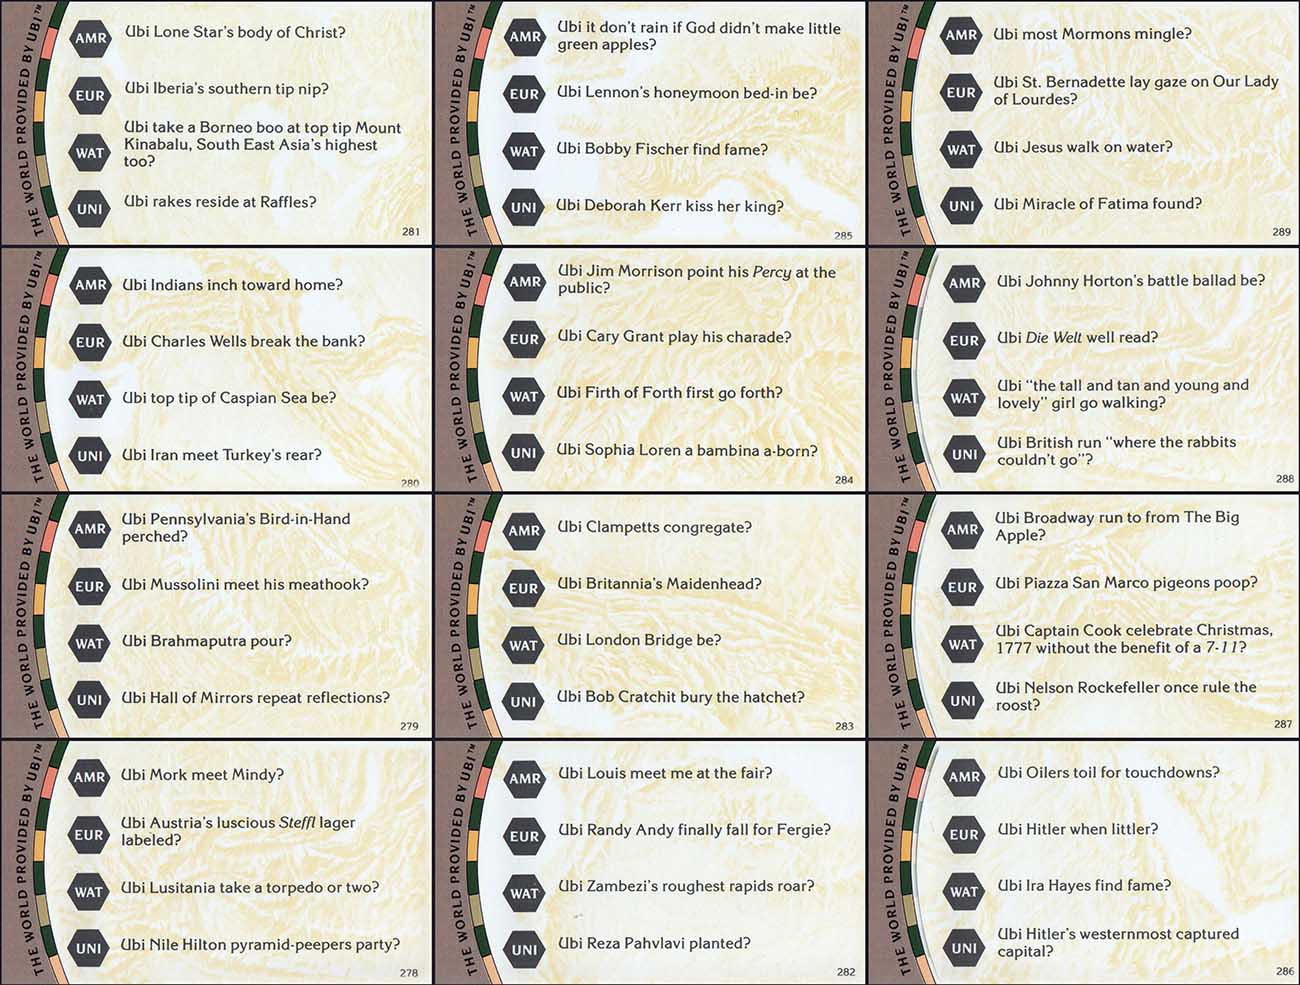 THE WORLD PROVIDED BY UBI™
AMR
Ubi Lone Star's body of Christ?
EUR
Ubi Iberia's southern tip nip?
WAT
Ubi take a Borneo boo at top tip Mount
Kinabalu, South East Asia's highest
too?
UNI
Ubi rakes reside at Raffles?
281
THE WORLD PROVIDED BY UBI™
AMR
Ubi it don't rain if God didn't make little
green apples?
EUR
Ubi Lennon's honeymoon bed-in be?
WAT
Ubi Bobby Fischer find fame?
UNI
Ubi Deborah Kerr kiss her king?
285
THE WORLD PROVIDED BY UBI™
AMR
Ubi most Mormons mingle?
EUR
Ubi St. Bernadette lay gaze on Our Lady
of Lourdes?
WAT
Ubi Jesus walk on water?
UNI
Ubi Miracle of Fatima found?
289
THE WORLD PROVIDED BY UBI™
AMR
Ubi Indians inch toward home?
EUR
Ubi Charles Wells break the bank?
WAT
Ubi top tip of Caspian Sea be?
UNI
Ubi Iran meet Turkey's rear?
280
THE WORLD PROVIDED BY UBI™
AMR
Ubi Jim Morrison point his Percy at the
public?
EUR
Ubi Cary Grant play his charade?
WAT
Ubi Firth of Forth first go forth?
UNI
Ubi Sophia Loren a bambina a-born?
284
THE WORLD PROVIDED BY UBI™
AMR
Ubi Johnny Horton's battle ballad be?
EUR
Ubi Die Welt well read?
WAT
Ubi "the tall and tan and young and
lovely" girl go walking?
UNI
Ubi British run "where the rabbits
couldn't go"?
288
THE WORLD PROVIDED BY UBI™
AMR
Ubi Pennsylvania's Bird-in-Hand
perched?
EUR
Ubi Mussolini meet his meathook?
WAT
Ubi Brahmaputra pour?
UNI
Ubi Hall of Mirrors repeat reflections?
279
THE WORLD PROVIDED BY UBI™
AMR
Ubi Clampetts congregate?
EUR
Ubi Britannia's Maidenhead?
WAT
Ubi London Bridge be?
UNI
Ubi Bob Cratchit bury the hatchet?
283
THE WORLD PROVIDED BY UBI™
AMR
Ubi Broadway run to from The Big
Apple?
EUR
Ubi Piazza San Marco pigeons poop?
WAT
Ubi Captain Cook celebrate Christmas,
1777 without the benefit of a 7-11?
UNI
Ubi Nelson Rockefeller once rule the
roost?
287
THE WORLD PROVIDED BY UBI™
AMR
Ubi Mork meet Mindy?
EUR
Ubi Austria's luscious Steffl lager
labeled?
WAT
Ubi Lusitania take a torpedo or two?
UNI
Ubi Nile Hilton pyramid-peepers party?
278
THE WORLD PROVIDED BY UBI™
AMR
Ubi Louis meet me at the fair?
EUR
Ubi Randy Andy finally fall for Fergie?
WAT
Ubi Zambezi's roughest rapids roar?
UNI
Ubi Reza Pahvlavi planted?
282
THE WORLD PROVIDED BY UBI™
AMR
Ubi Oilers toil for touchdowns?
EUR
Ubi Hitler when littler?
WAT
Ubi Ira Hayes find fame?
UNI
Ubi Hitler's westernmost captured
capital?
286